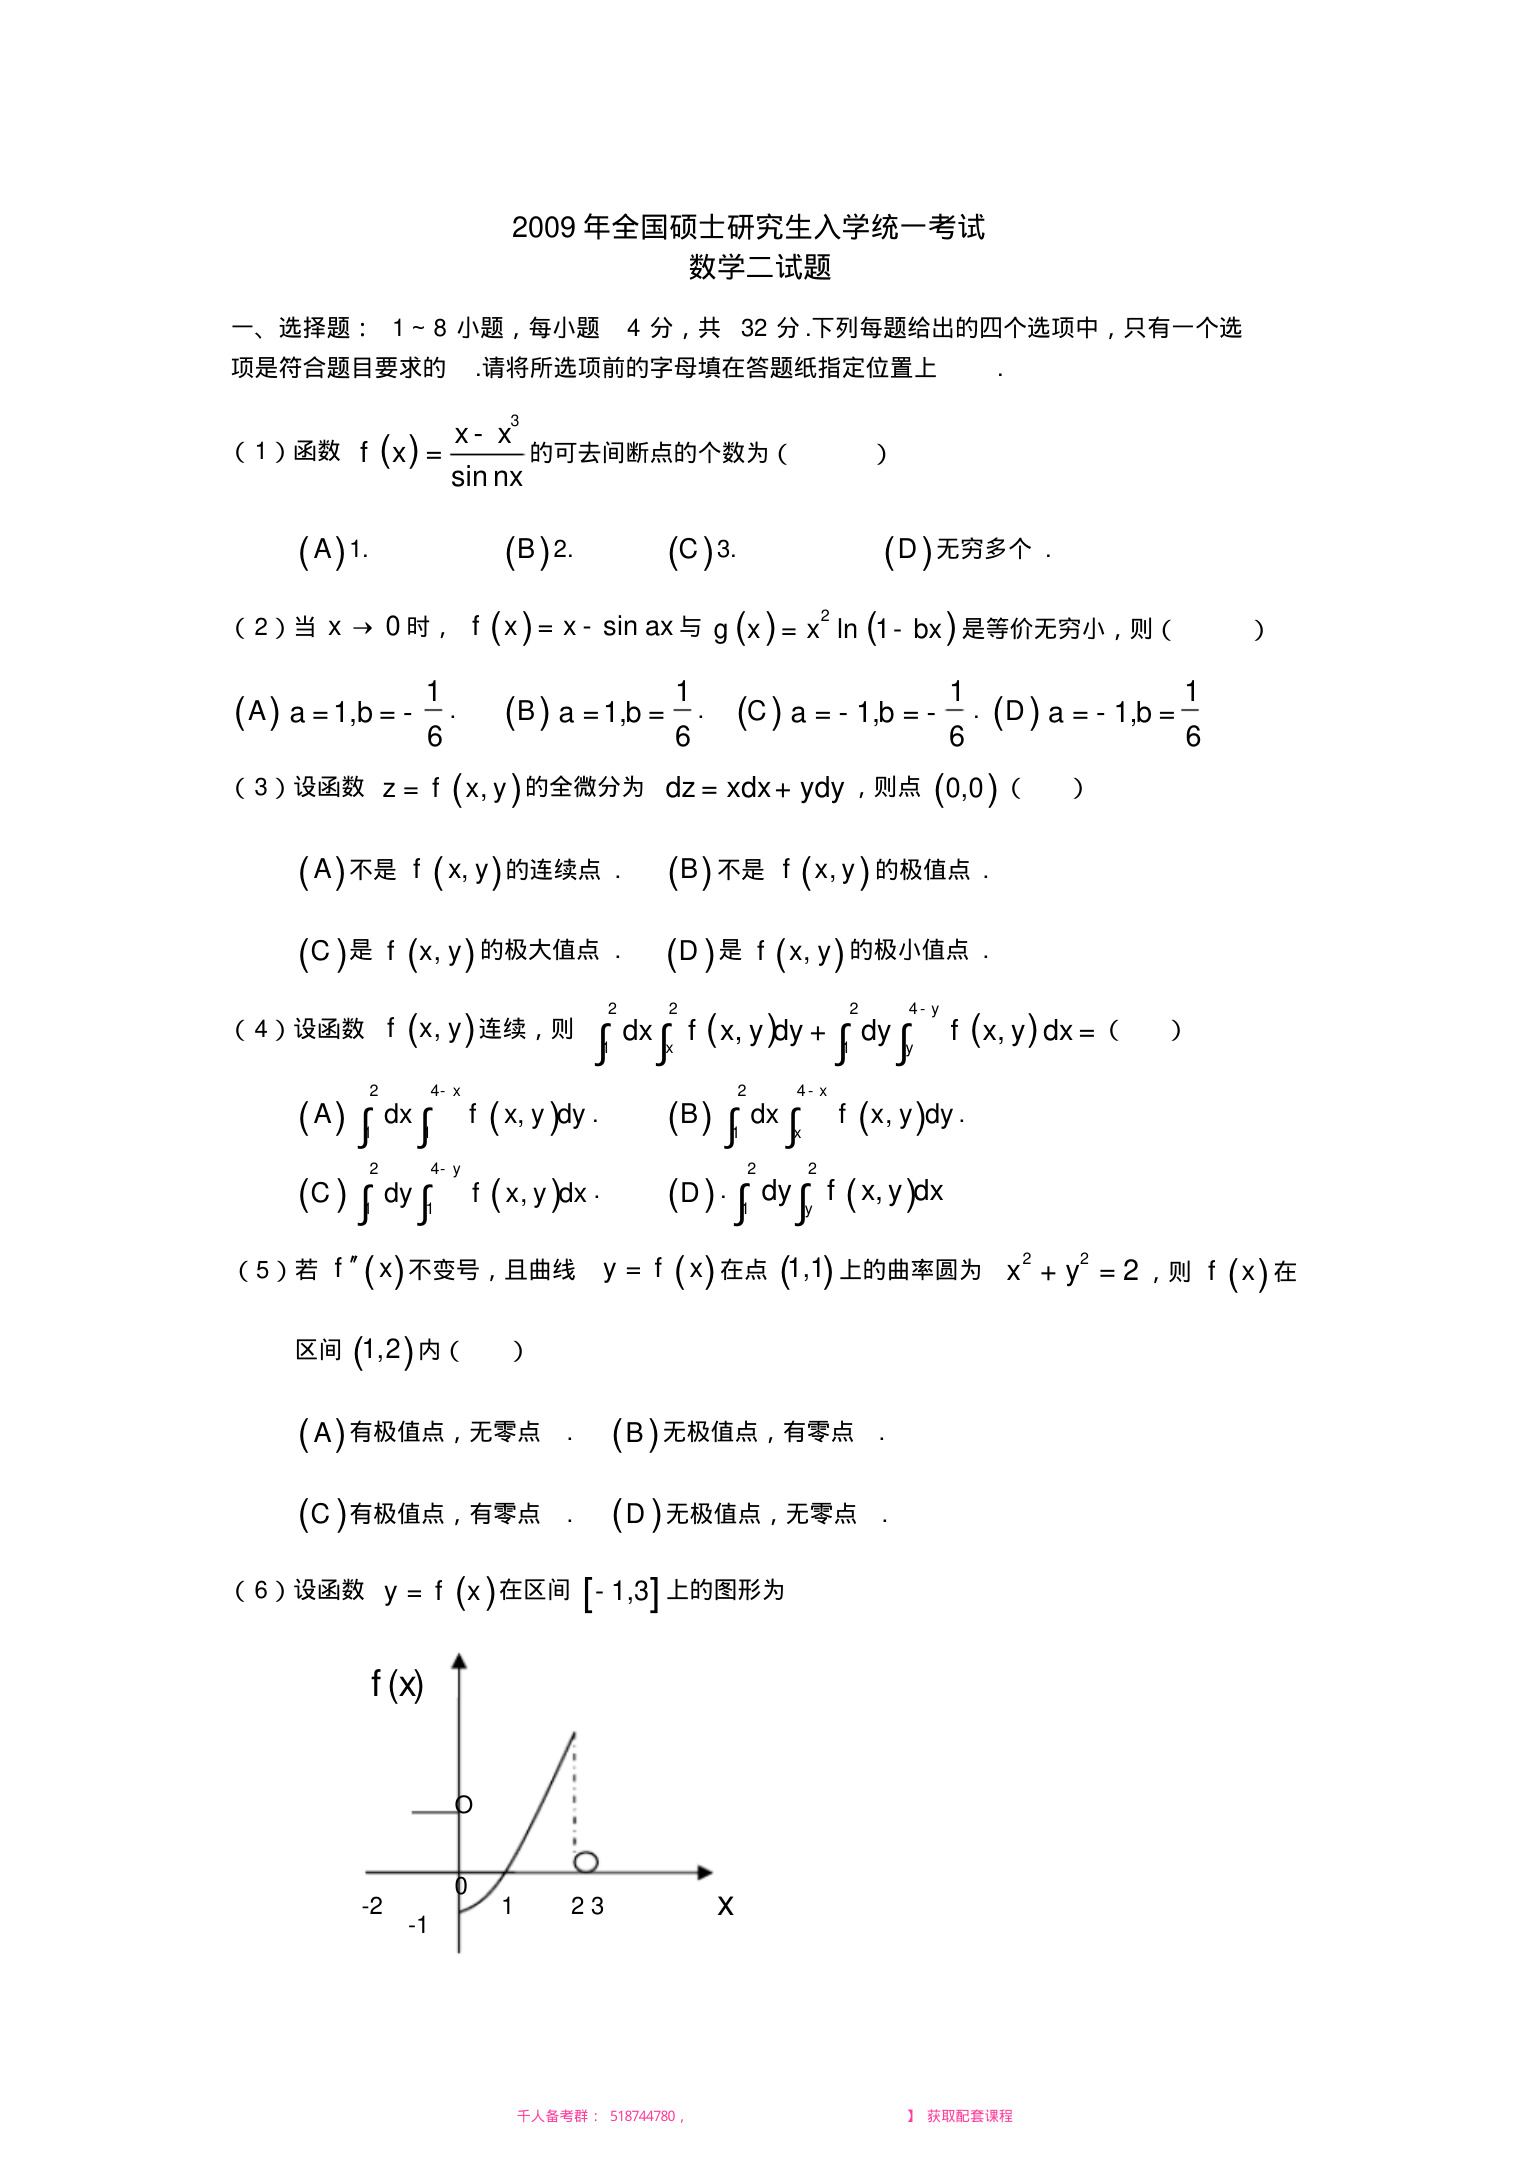 2009 年全国硕士研究生入学统一考试
数学二试题
一、选择题： 1 ~ 8 小题，每小题 4 分，共 32 分 .下列每题给出的四个选项中，只有一个选
项是符合题目要求的 .请将所选项前的字母填在答题纸指定位置上 .
（1）函数 f (x) = (x - x³)/(sin nx) 的可去间断点的个数为（ ）
(A) 1. (B) 2. (C) 3. (D) 无穷多个 .
（2）当 x → 0 时， f (x) = x - sin ax 与 g (x) = x² ln (1 - bx) 是等价无穷小，则（ ）
(A) a = 1,b = - 1/6 . (B) a = 1,b = 1/6 . (C) a = - 1,b = - 1/6 . (D) a = - 1,b = 1/6
（3）设函数 z = f (x, y) 的全微分为 dz = xdx + ydy ，则点 (0,0)（ ）
(A) 不是 f (x, y) 的连续点 . (B) 不是 f (x, y) 的极值点 .
(C) 是 f (x, y) 的极大值点 . (D) 是 f (x, y) 的极小值点 .
（4）设函数 f (x, y) 连续，则 ∫₁² dx ∫ₓ² f (x, y)dy + ∫₁² dy ∫_y^{4-y} f (x, y) dx =（ ）
(A) ∫₁² dx ∫₁^{4-x} f (x, y)dy . (B) ∫₁² dx ∫ₓ^{4-x} f (x, y)dy .
(C) ∫₁² dy ∫₁^{4-y} f (x, y)dx . (D) . ∫₁² dy ∫_y² f (x, y)dx
（5）若 f ″(x) 不变号，且曲线 y = f (x) 在点 (1,1) 上的曲率圆为 x² + y² = 2 ，则 f (x) 在
区间 (1,2) 内（ ）
(A) 有极值点，无零点 . (B) 无极值点，有零点 .
(C) 有极值点，有零点 . (D) 无极值点，无零点 .
（6）设函数 y = f (x) 在区间 [- 1,3] 上的图形为
f (x)
O
0
-2 -1 1 2 3 x
千人备考群： 518744780， 】 获取配套课程